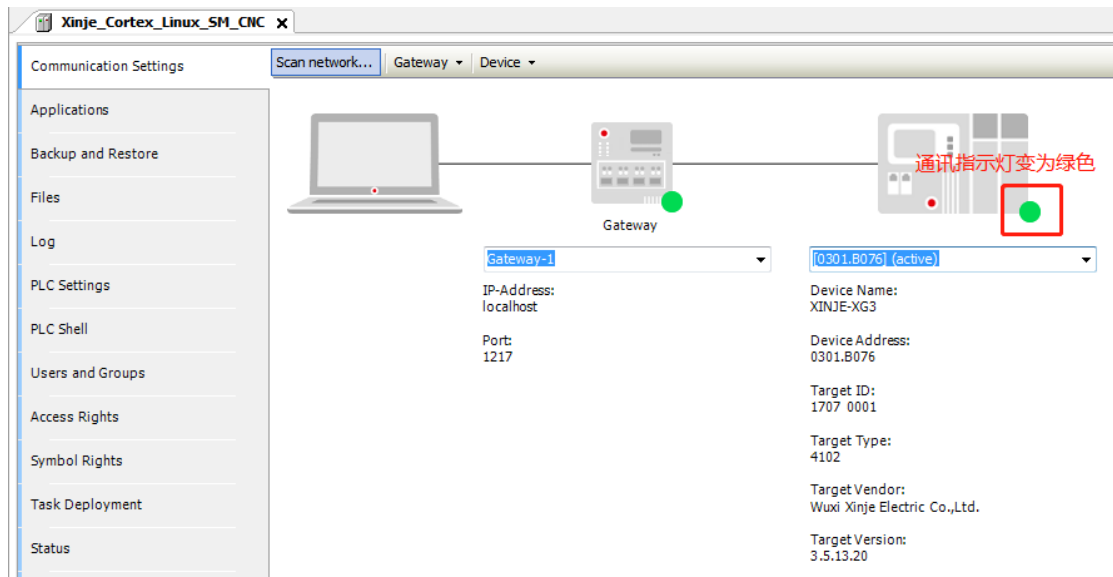 Xinje_Cortex_Linux_SM_CNC
Communication Settings
Applications
Backup and Restore
Files
Log
PLC Settings
PLC Shell
Users and Groups
Access Rights
Symbol Rights
Task Deployment
Status
Scan network...
Gateway
Device
通讯指示灯变为绿色
Gateway
Gateway-1
IP-Address:
localhost
Port:
1217
[0301.B076] (active)
Device Name:
XINJE-XG3
Device Address:
0301.B076
Target ID:
1707 0001
Target Type:
4102
Target Vendor:
Wuxi Xinje Electric Co.,Ltd.
Target Version:
3.5.13.20